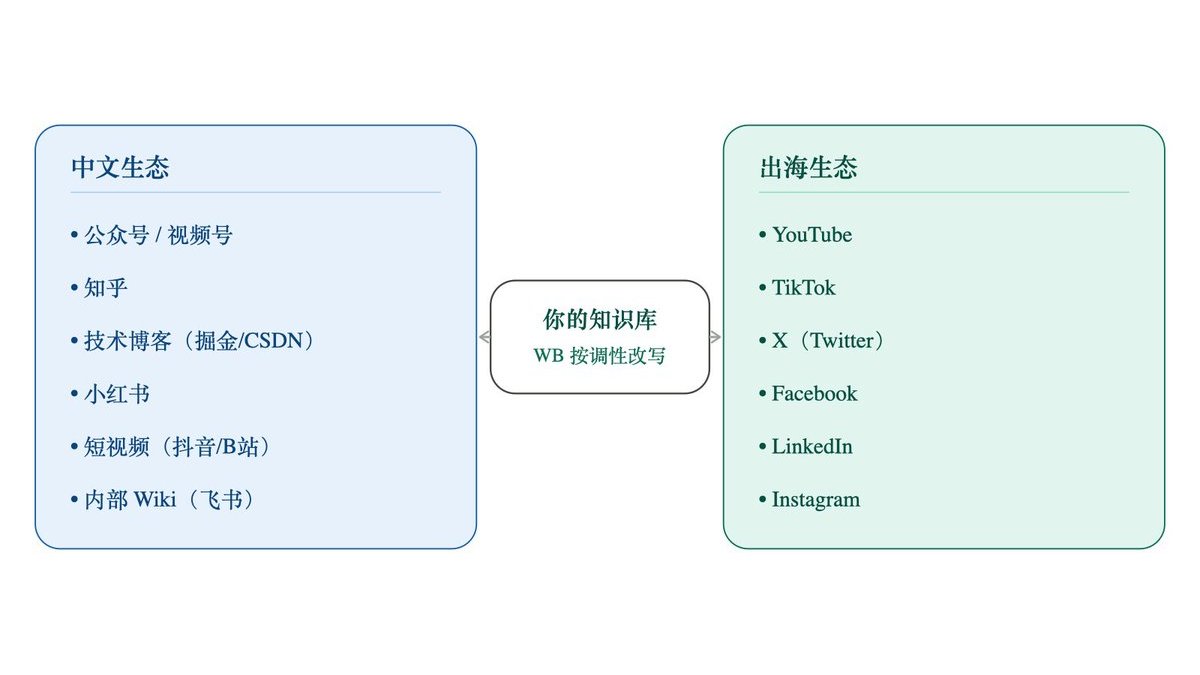 中文生态
• 公众号 / 视频号
• 知乎
• 技术博客（掘金/CSDN）
• 小红书
• 短视频（抖音/B站）
• 内部 Wiki（飞书）
你的知识库
WB 按调性改写
出海生态
• YouTube
• TikTok
• X（Twitter）
• Facebook
• LinkedIn
• Instagram